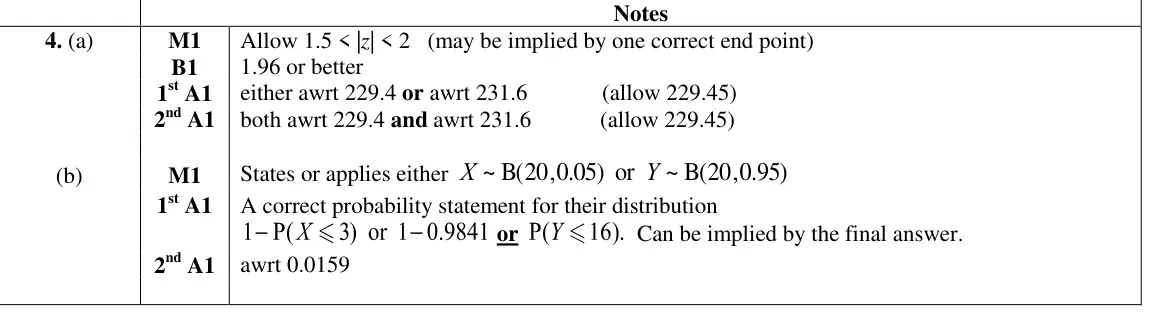 Notes
4. (a) M1 Allow 1.5 < |z| < 2 (may be implied by one correct end point)
B1 1.96 or better
1st A1 either awrt 229.4 or awrt 231.6 (allow 229.45)
2nd A1 both awrt 229.4 and awrt 231.6 (allow 229.45)
(b) M1 States or applies either X ~ B(20,0.05) or Y ~ B(20,0.95)
1st A1 A correct probability statement for their distribution
1−P(X ⩽ 3) or 1−0.9841 or P(Y ⩽ 16). Can be implied by the final answer.
2nd A1 awrt 0.0159